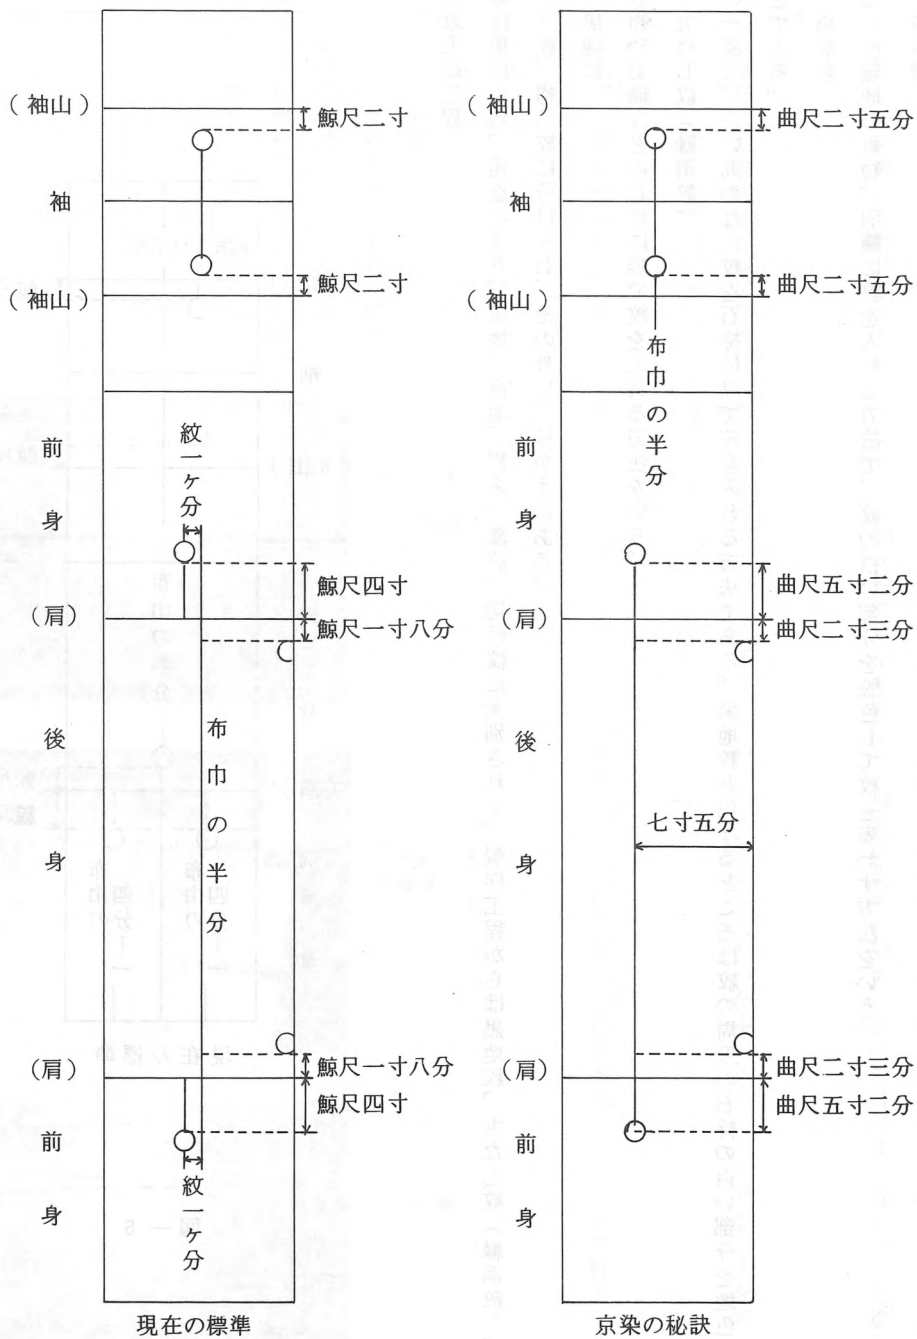 (袖山)
鯨尺二寸
袖
(袖山)
鯨尺二寸
前身
紋一ヶ分
鯨尺四寸
(肩)
鯨尺一寸八分
後身
布巾の半分
(肩)
鯨尺一寸八分
鯨尺四寸
前身
紋一ヶ分
現在の標準
(袖山)
曲尺二寸五分
袖
(袖山)
曲尺二寸五分
布巾の半分
前身
曲尺五寸二分
(肩)
曲尺二寸三分
後身
七寸五分
(肩)
曲尺二寸三分
曲尺五寸二分
前身
京染の秘訣